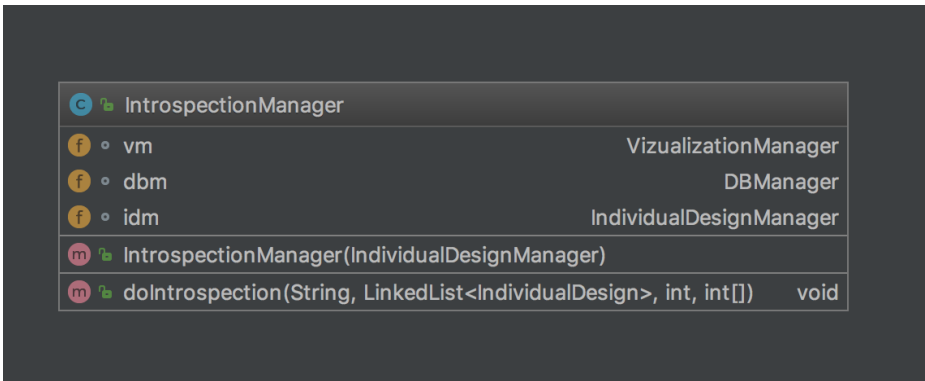 C IntrospectionManager
f vm VizualizationManager
f dbm DBManager
f idm IndividualDesignManager
m IntrospectionManager(IndividualDesignManager)
m doIntrospection(String, LinkedList<IndividualDesign>, int, int[]) void